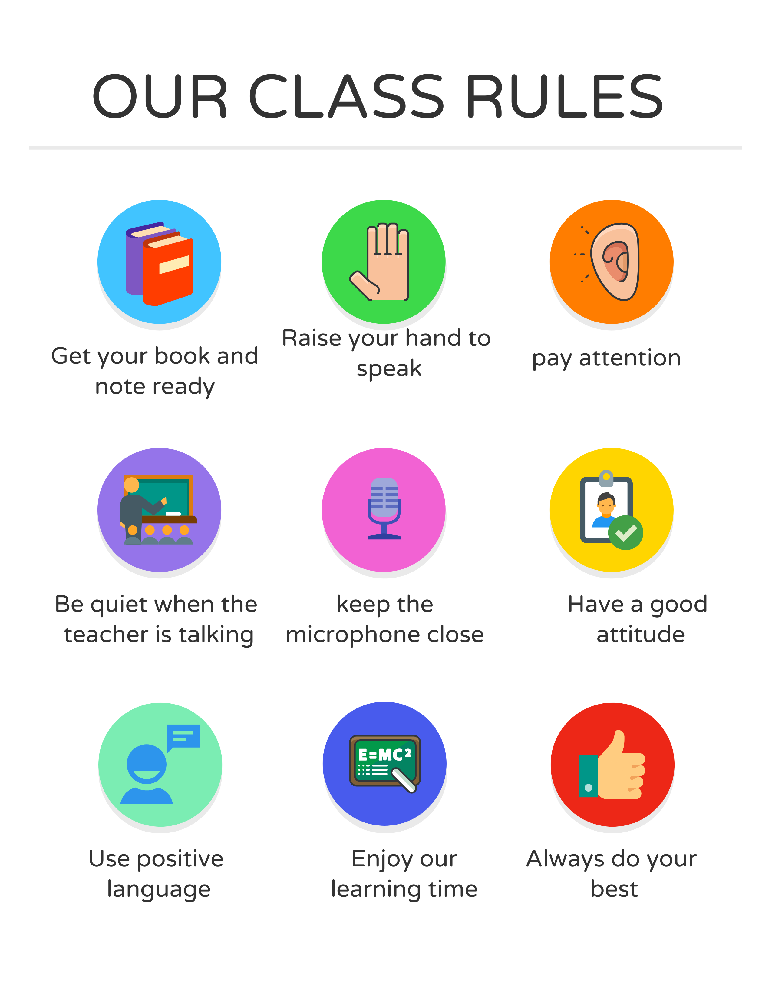 OUR CLASS RULES
Get your book and
note ready
Raise your hand to
speak
pay attention
Be quiet when the
teacher is talking
keep the
microphone close
Have a good
attitude
Use positive
language
E=MC²
Enjoy our
learning time
Always do your
best